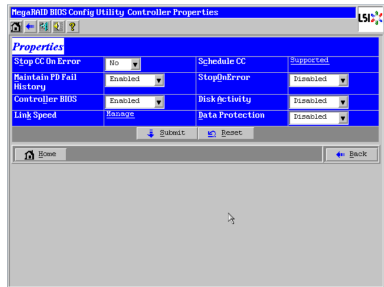 MegaRAID BIOS Config Utility Controller Properties
LSI
Properties
Stop CC On Error No Schedule CC Supported
Maintain PD Fail History Enabled StopOnError Disabled
Controller BIOS Enabled Disk Activity Disabled
Link Speed Manage Data Protection Disabled
Submit Reset
Home Back